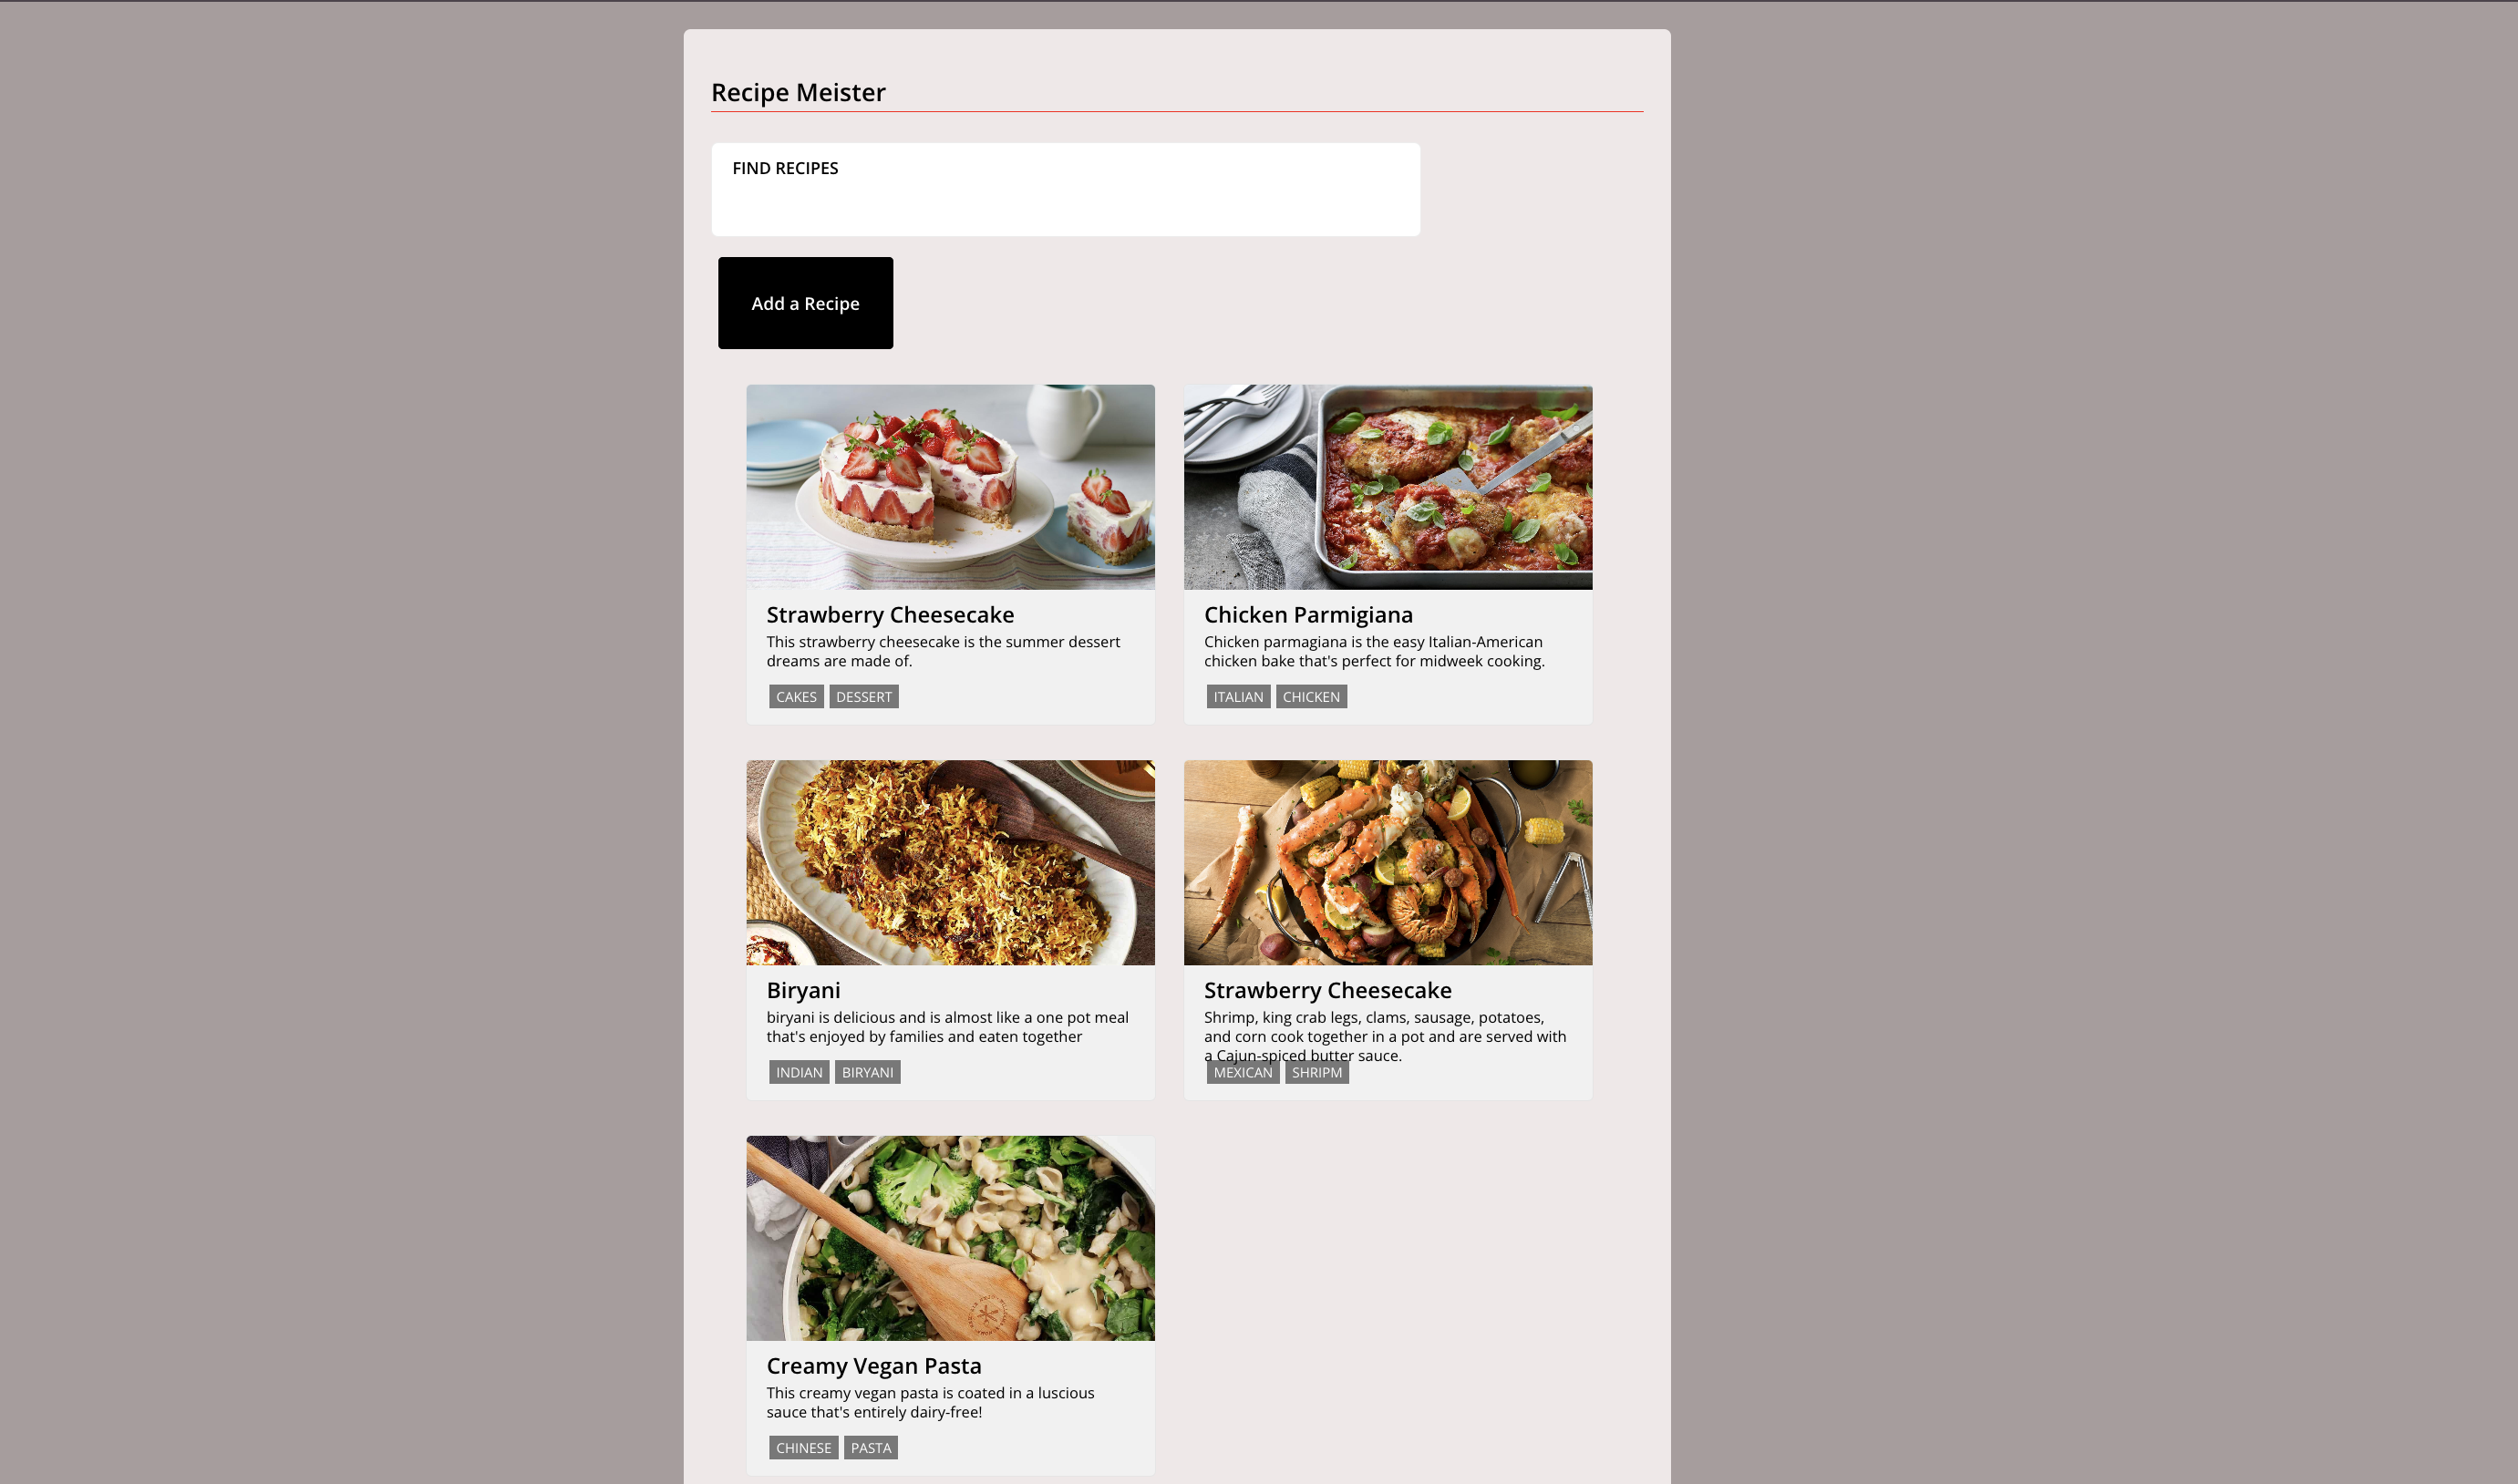 Recipe Meister
FIND RECIPES
Add a Recipe
Strawberry Cheesecake
This strawberry cheesecake is the summer dessert
dreams are made of.
CAKES DESSERT
Chicken Parmigiana
Chicken parmagiana is the easy Italian-American
chicken bake that's perfect for midweek cooking.
ITALIAN CHICKEN
Biryani
biryani is delicious and is almost like a one pot meal
that's enjoyed by families and eaten together
INDIAN BIRYANI
Strawberry Cheesecake
Shrimp, king crab legs, clams, sausage, potatoes,
and corn cook together in a pot and are served with
a Cajun-spiced butter sauce.
MEXICAN SHRIPM
Creamy Vegan Pasta
This creamy vegan pasta is coated in a luscious
sauce that's entirely dairy-free!
CHINESE PASTA